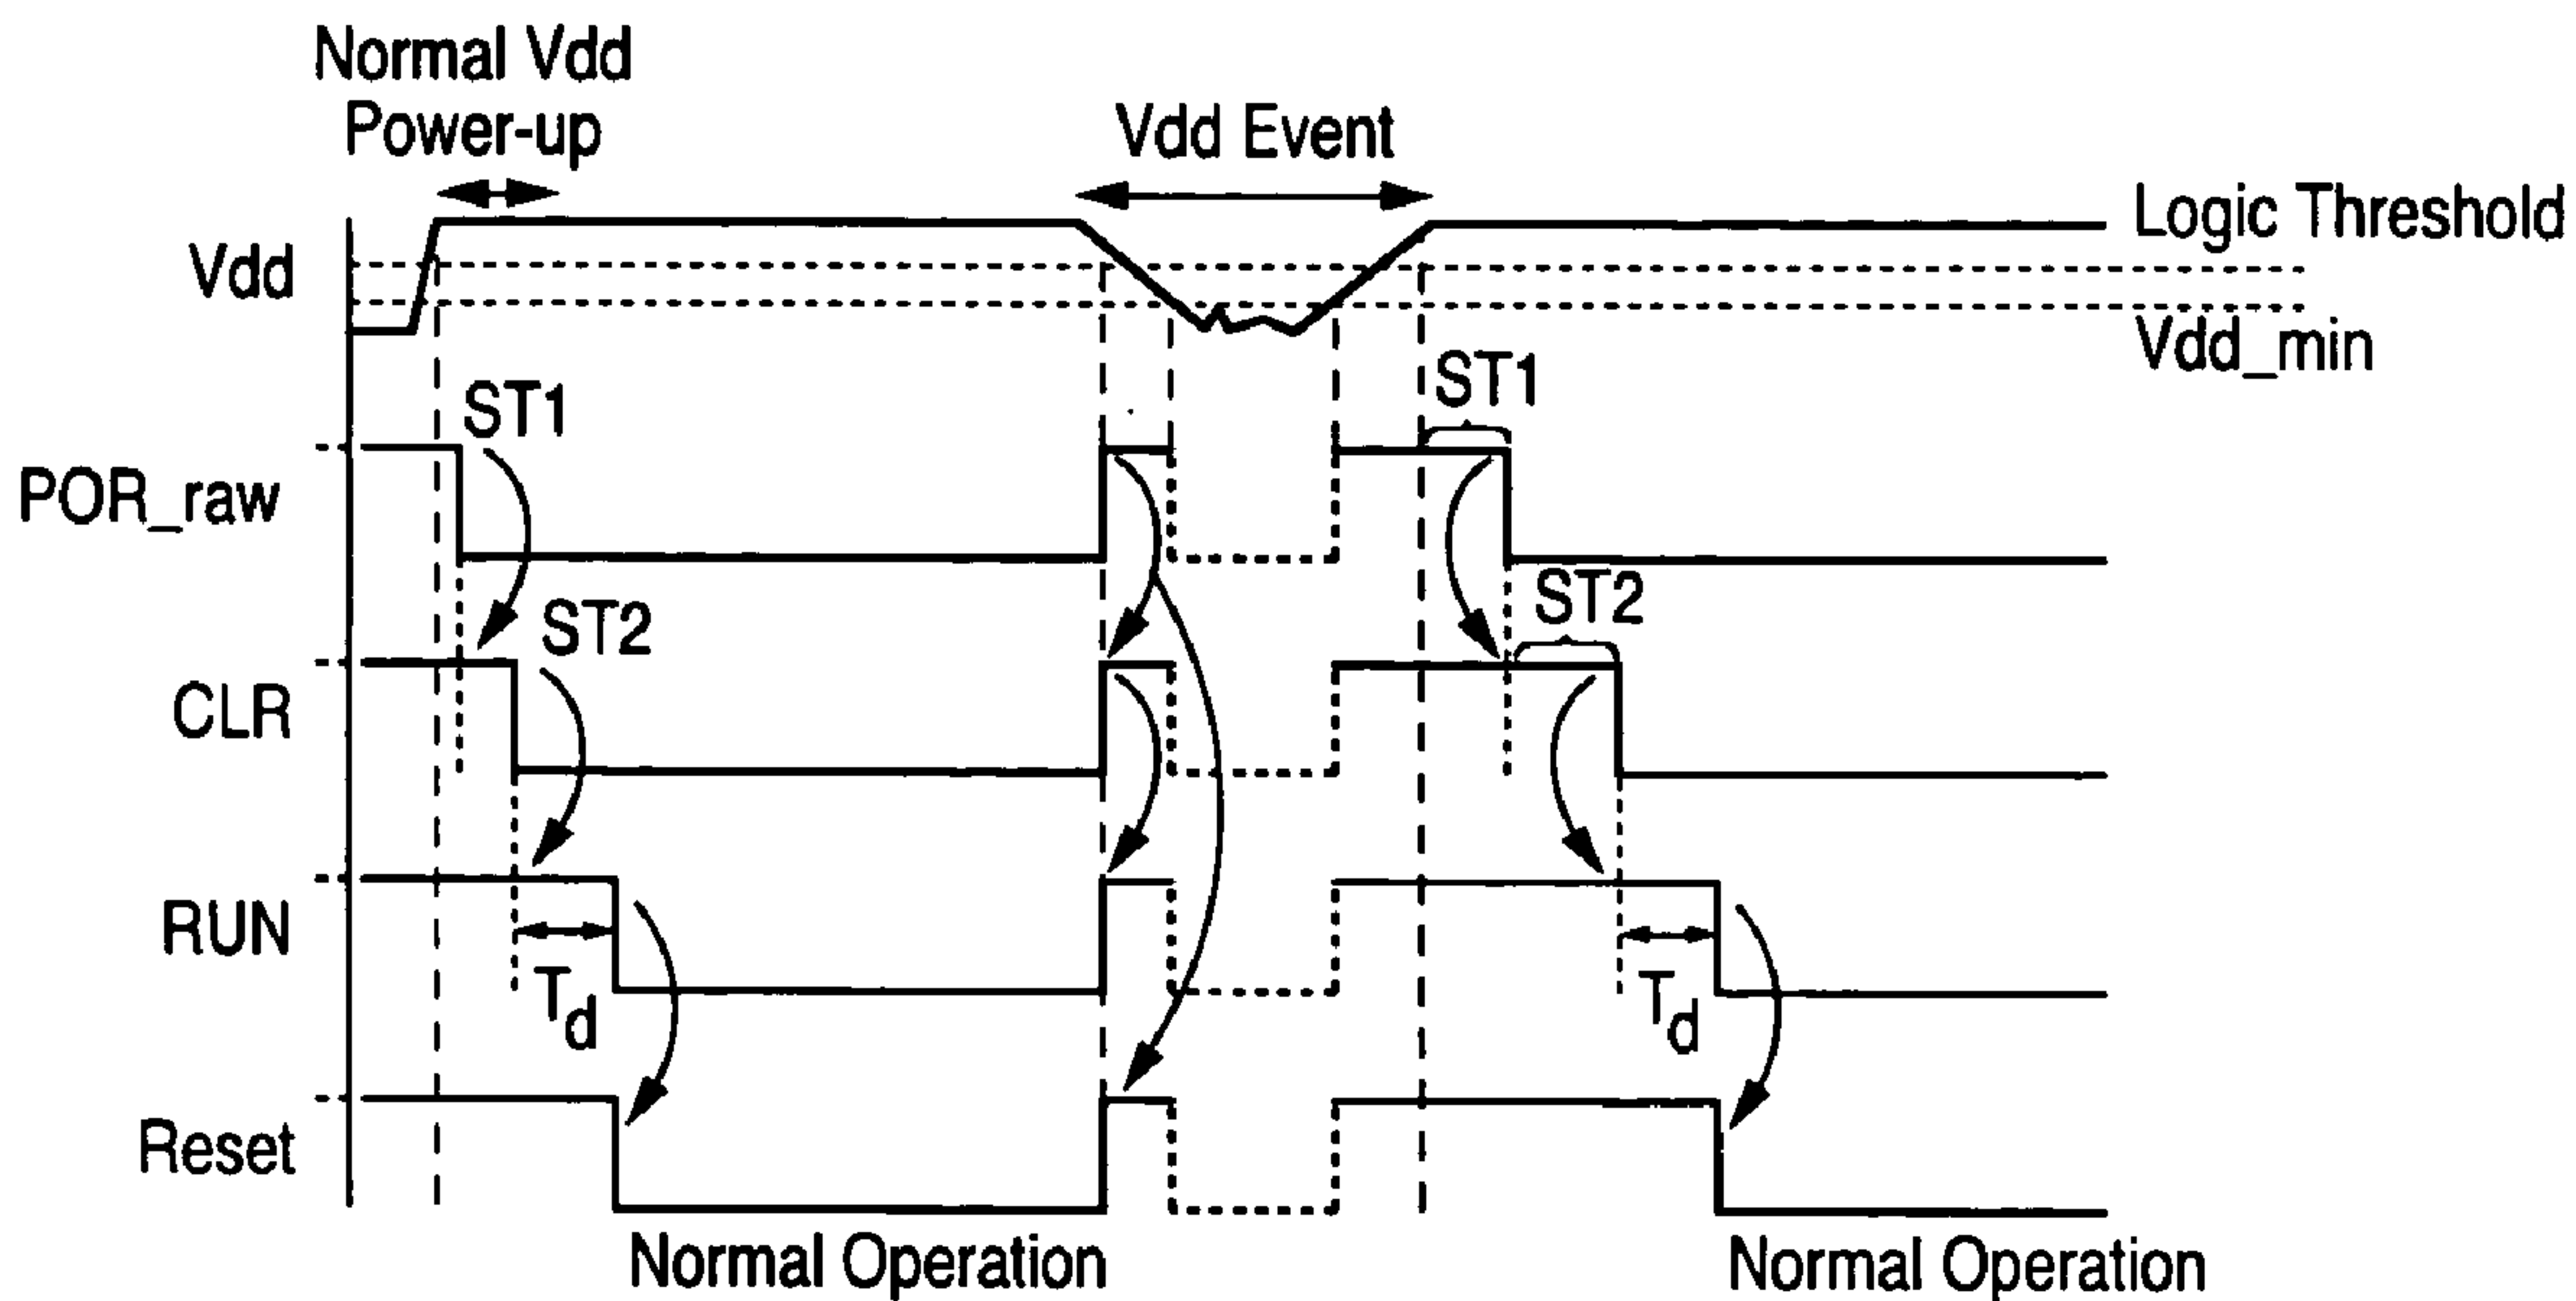 Normal Vdd
Power-up
Vdd Event
Logic Threshold
Vdd
Vdd_min
ST1
ST1
POR_raw
ST2
ST2
CLR
RUN
Td
Td
Reset
Normal Operation
Normal Operation